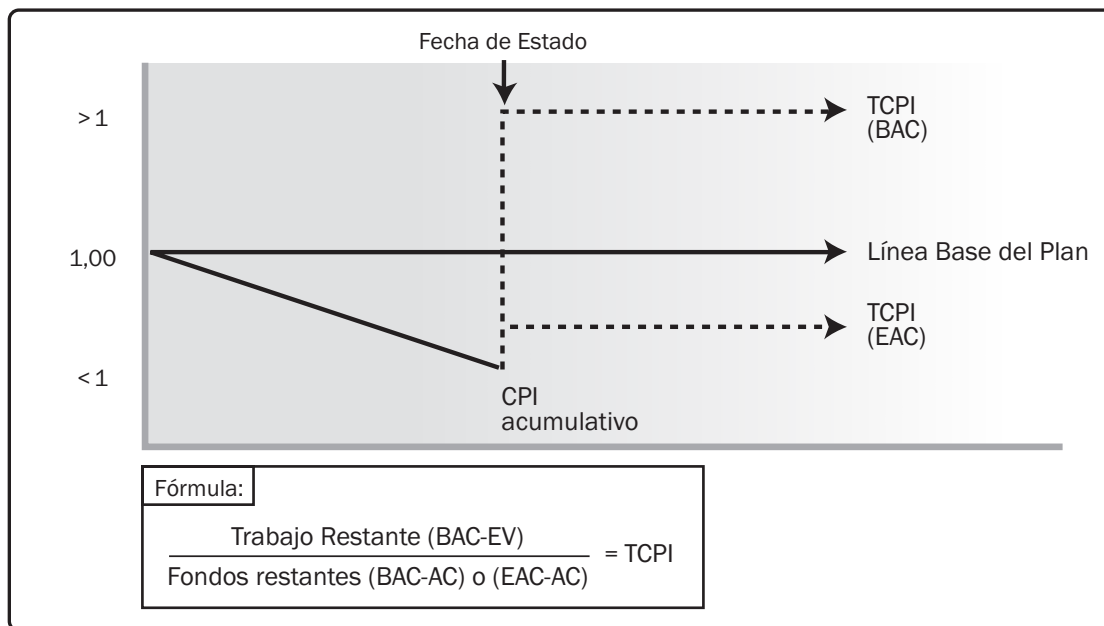 Fecha de Estado
> 1
TCPI
(BAC)
1,00
Línea Base del Plan
TCPI
(EAC)
< 1
CPI
acumulativo
Fórmula:
Trabajo Restante (BAC-EV)
Fondos restantes (BAC-AC) o (EAC-AC)
= TCPI